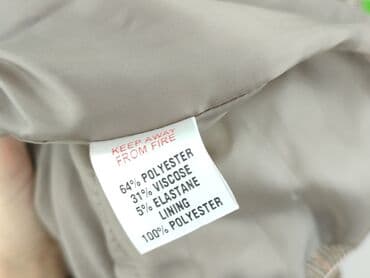 KEEP AWAY
FROM FIRE
64% POLYESTER
31% VISCOSE
5% ELASTANE
LINING
100% POLYESTER